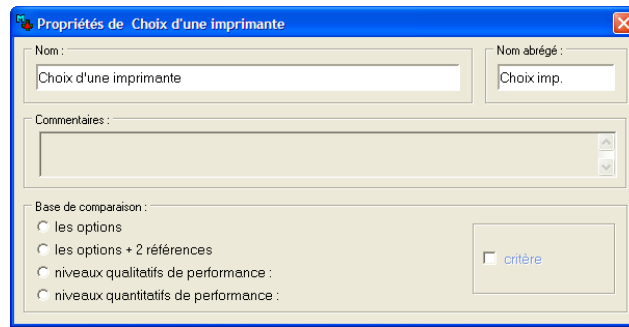 Propriétés de Choix d'une imprimante
Nom :
Nom abrégé :
Choix d'une imprimante
Choix imp.
Commentaires :
Base de comparaison :
les options
les options + 2 références
critère
niveaux qualitatifs de performance :
niveaux quantitatifs de performance :